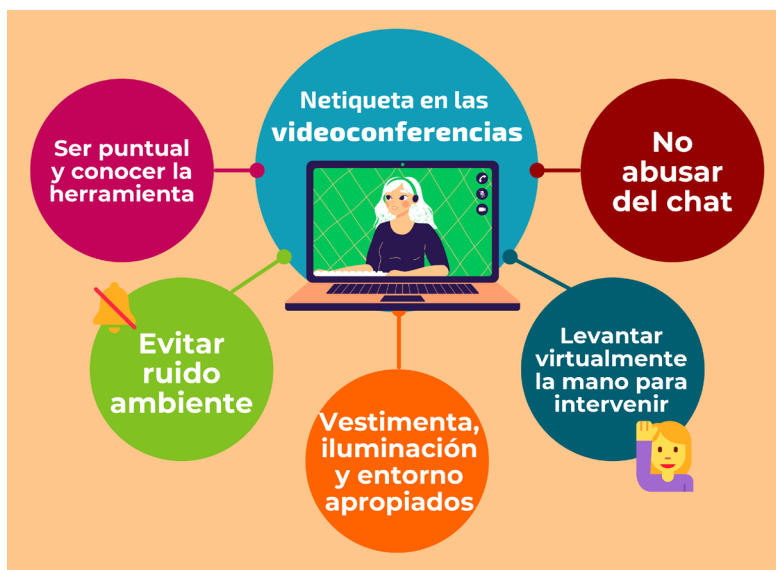 Netiqueta en las
videoconferencias
Ser puntual
y conocer la
herramienta
No
abusar
del chat
Evitar
ruido
ambiente
Vestimenta,
iluminación
y entorno
apropiados
Levantar
virtualmente
la mano para
intervenir